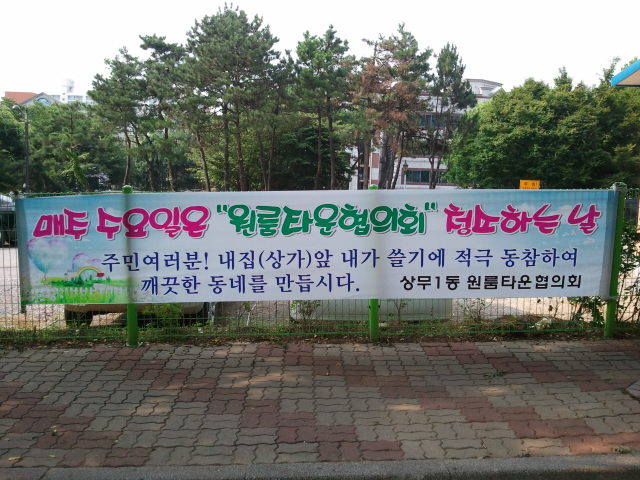 매주 수요일은 "원룸타운협의회" 청소하는 날
주민여러분! 내집(상가)앞 내가 쓸기에 적극 동참하여
깨끗한 동네를 만듭시다.
상무1동 원룸타운협의회